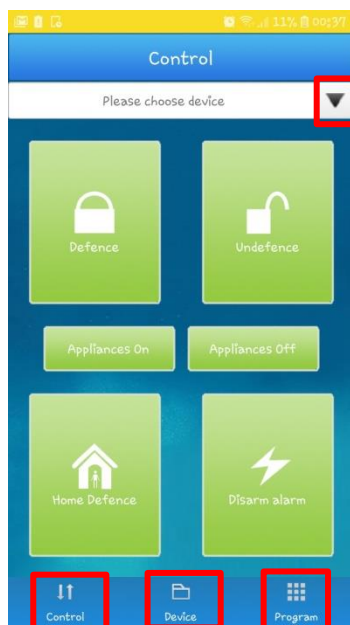 11% 00:37
Control
Please choose device
Defence Undefence
Appliances On Appliances Off
Home Defence Disarm alarm
Control Device Program